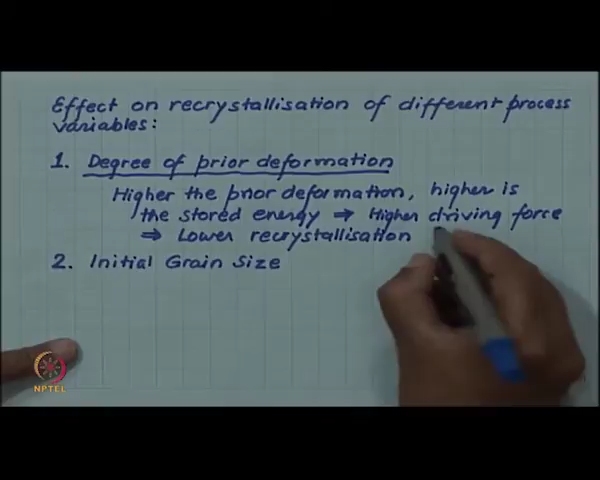 Effect on recrystallisation of different process
variables:
1. Degree of prior deformation
Higher the prior deformation, higher is
the stored energy ⇒ Higher driving force
⇒ Lower recrystallisation
2. Initial Grain Size
NPTEL